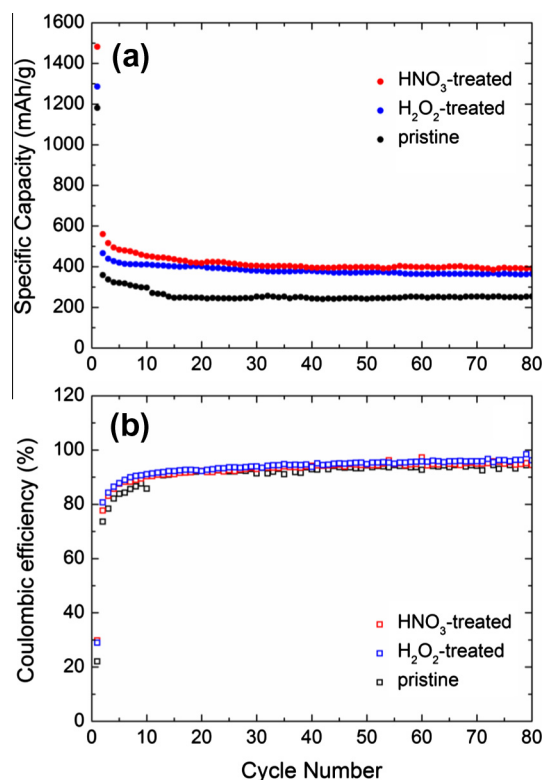 (a)
1600
1400
1200
1000
800
600
400
200
0
Specific Capacity (mAh/g)
HNO₃-treated
H₂O₂-treated
pristine
0 10 20 30 40 50 60 70 80
(b)
120
100
80
60
40
20
0
Coulombic efficiency (%)
HNO₃-treated
H₂O₂-treated
pristine
0 10 20 30 40 50 60 70 80
Cycle Number